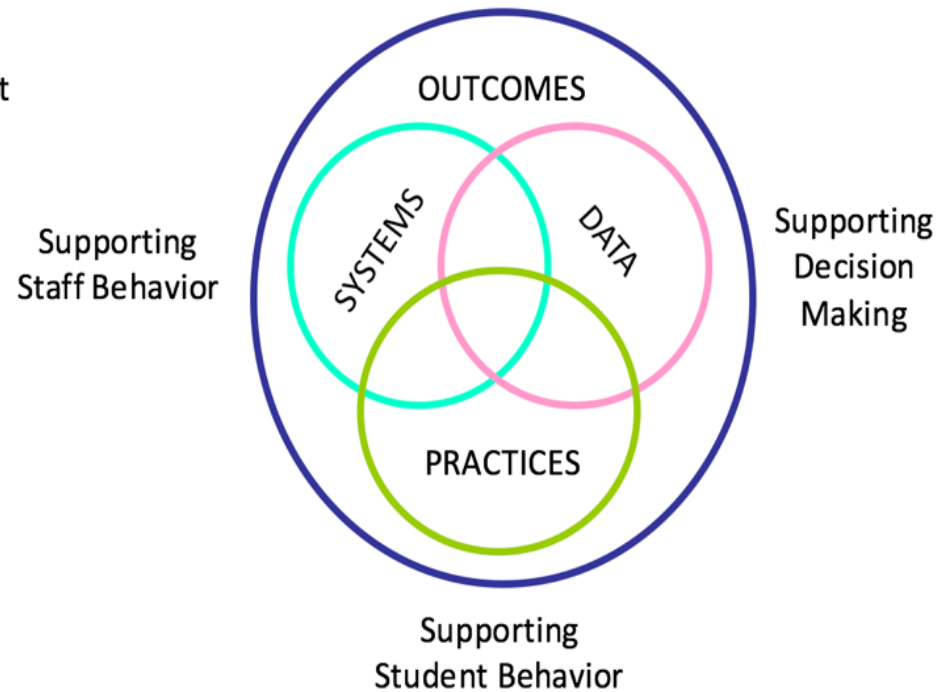 OUTCOMES
SYSTEMS
DATA
Supporting
Staff Behavior
Supporting
Decision
Making
PRACTICES
Supporting
Student Behavior